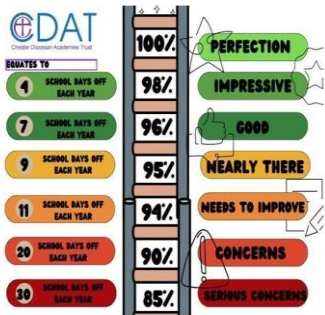 CDAT
Chester Diocesan Academies Trust
EQUATES TO
100% PERFECTION
4 SCHOOL DAYS OFF
EACH YEAR
98% IMPRESSIVE
7 SCHOOL DAYS OFF
EACH YEAR
96% GOOD
9 SCHOOL DAYS OFF
EACH YEAR
95% NEARLY THERE
11 SCHOOL DAYS OFF
EACH YEAR
94% NEEDS TO IMPROVE
20 SCHOOL DAYS OFF
EACH YEAR
90% CONCERNS
30 SCHOOL DAYS OFF
EACH YEAR
85% SERIOUS CONCERNS